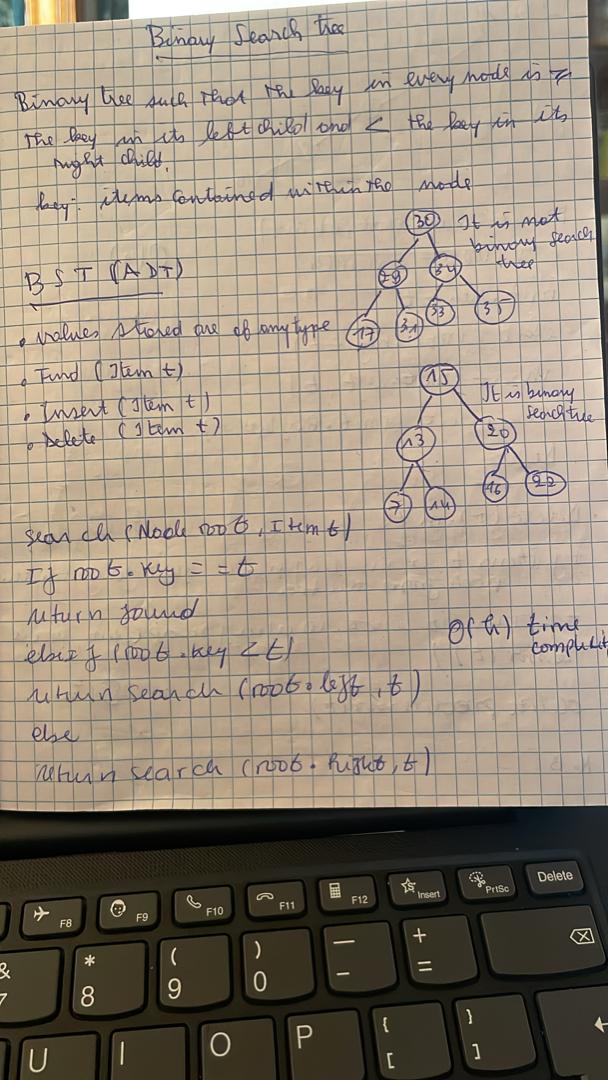 Binary Search tree
Binary tree such that the key in every node is ≥
the key in its left child and < the key in its
right child.
key: items contained within the node
30
It is not
binary search
tree
29
34
17
31
33
35
BST (ADT)
• values stored are of any type
• Find (Item t)
• Insert (Item t)
• Delete (Item t)
15
It is binary
search tree
13
20
7
14
16
22
search (Node root, Item t)
If root.key == t
return found
elseIf (root.key < t)
return search (root.left, t)
else
return search (root.right, t)
O(h) time
F8
F9
F10
F11
F12
Insert
PrtSc
Delete
&
7
*
8
(
9
)
0
—
-
+
=
U
I
O
P
{
[
}
]